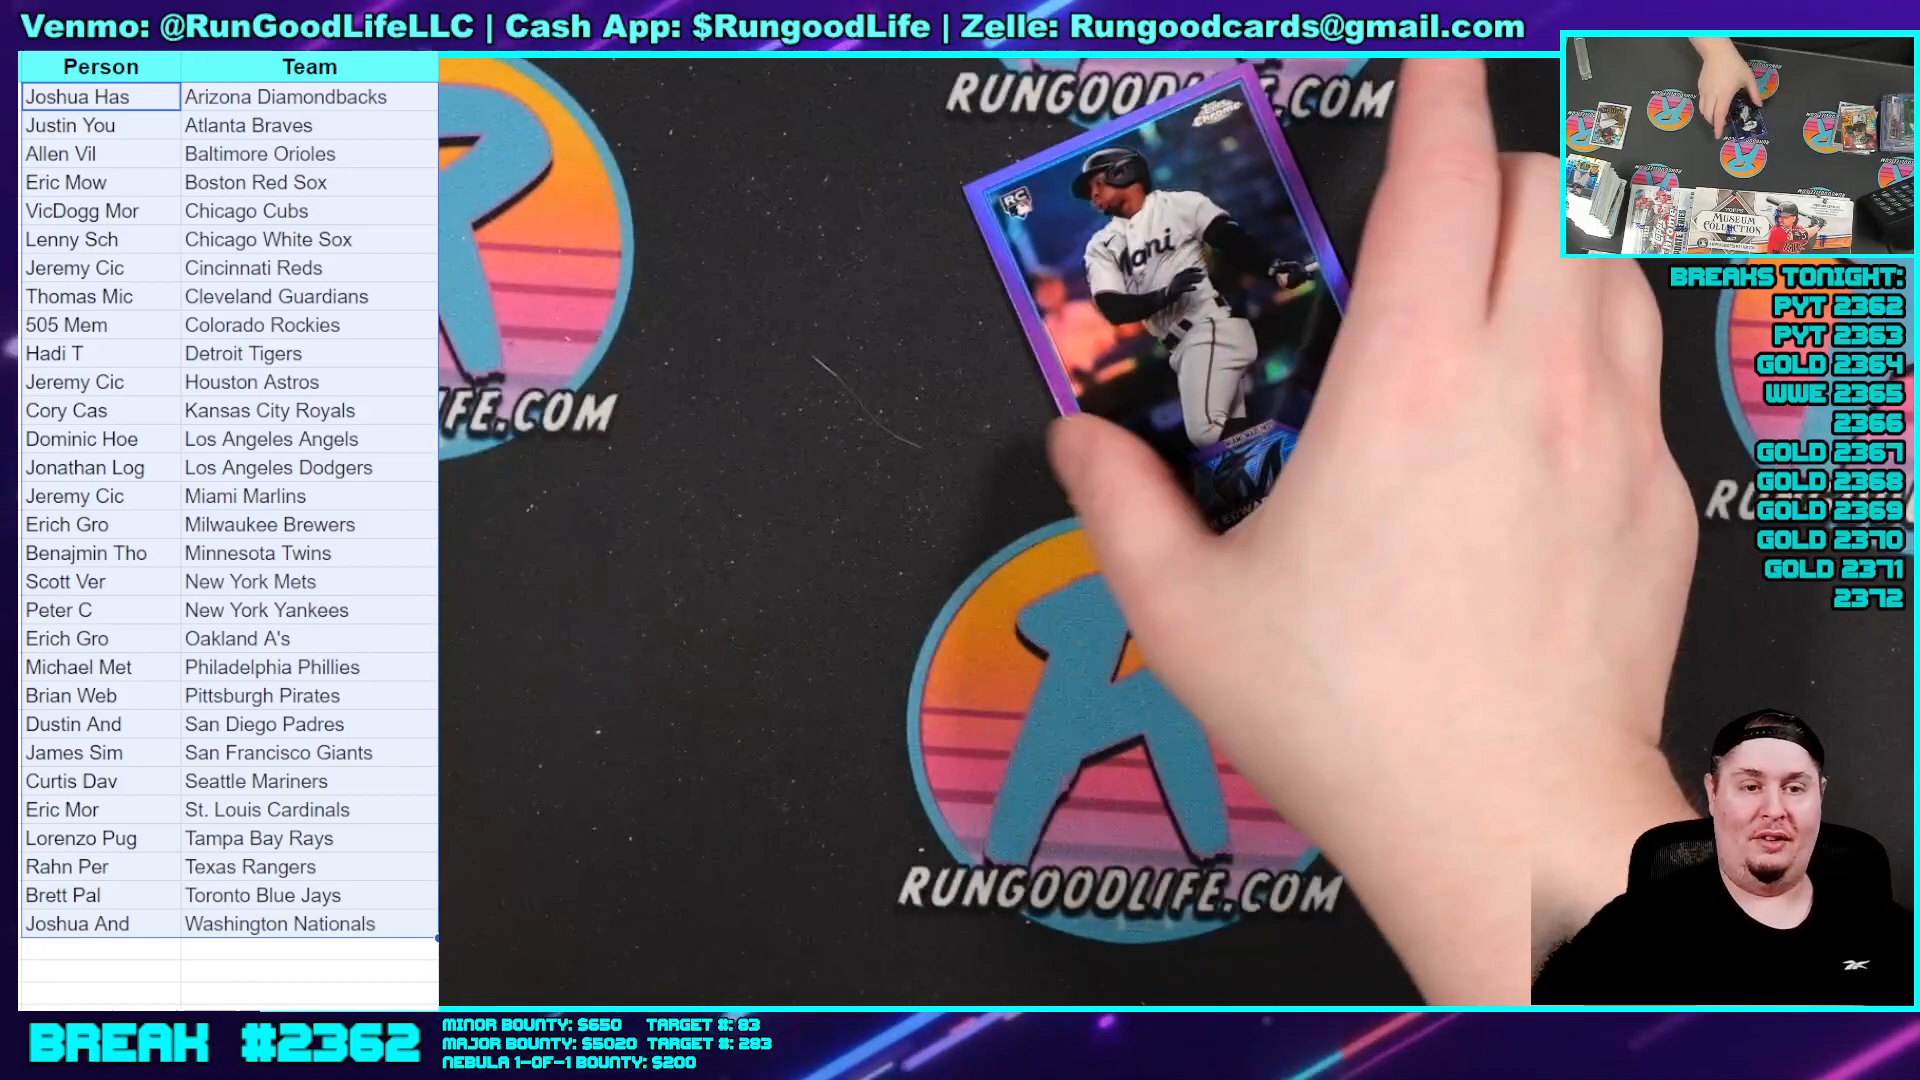 Venmo: @RunGoodLifeLLC | Cash App: $RungoodLife | Zelle: Rungoodcards@gmail.com
Person Team
Joshua Has Arizona Diamondbacks
Justin You Atlanta Braves
Allen Vil Baltimore Orioles
Eric Mow Boston Red Sox
VicDogg Mor Chicago Cubs
Lenny Sch Chicago White Sox
Jeremy Cic Cincinnati Reds
Thomas Mic Cleveland Guardians
505 Mem Colorado Rockies
Hadi T Detroit Tigers
Jeremy Cic Houston Astros
Cory Cas Kansas City Royals
Dominic Hoe Los Angeles Angels
Jonathan Log Los Angeles Dodgers
Jeremy Cic Miami Marlins
Erich Gro Milwaukee Brewers
Benajmin Tho Minnesota Twins
Scott Ver New York Mets
Peter C New York Yankees
Erich Gro Oakland A's
Michael Met Philadelphia Phillies
Brian Web Pittsburgh Pirates
Dustin And San Diego Padres
James Sim San Francisco Giants
Curtis Dav Seattle Mariners
Eric Mor St. Louis Cardinals
Lorenzo Pug Tampa Bay Rays
Rahn Per Texas Rangers
Brett Pal Toronto Blue Jays
Joshua And Washington Nationals
RUNGOOD E.COM
Topps Chrome
RC
Miami
FE.COM
RUNGOODLIFE.COM
MUSEUM COLLECTION
BREAKS TONIGHT:
PYT 2362
PYT 2363
GOLD 2364
WWE 2365
2366
GOLD 2367
GOLD 2368
GOLD 2369
GOLD 2370
GOLD 2371
2372
BREAK #2362
MINOR BOUNTY: $650 TARGET #: 83
MAJOR BOUNTY: $5020 TARGET #: 283
NEBULA 1-OF-1 BOUNTY: $200